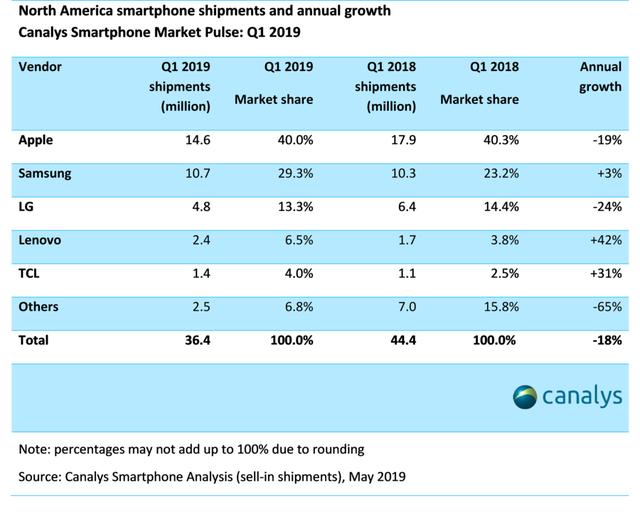 North America smartphone shipments and annual growth
Canalys Smartphone Market Pulse: Q1 2019
Vendor Q1 2019 shipments (million) Q1 2019 Market share Q1 2018 shipments (million) Q1 2018 Market share Annual growth
Apple 14.6 40.0% 17.9 40.3% -19%
Samsung 10.7 29.3% 10.3 23.2% +3%
LG 4.8 13.3% 6.4 14.4% -24%
Lenovo 2.4 6.5% 1.7 3.8% +42%
TCL 1.4 4.0% 1.1 2.5% +31%
Others 2.5 6.8% 7.0 15.8% -65%
Total 36.4 100.0% 44.4 100.0% -18%
canalys
Note: percentages may not add up to 100% due to rounding
Source: Canalys Smartphone Analysis (sell-in shipments), May 2019